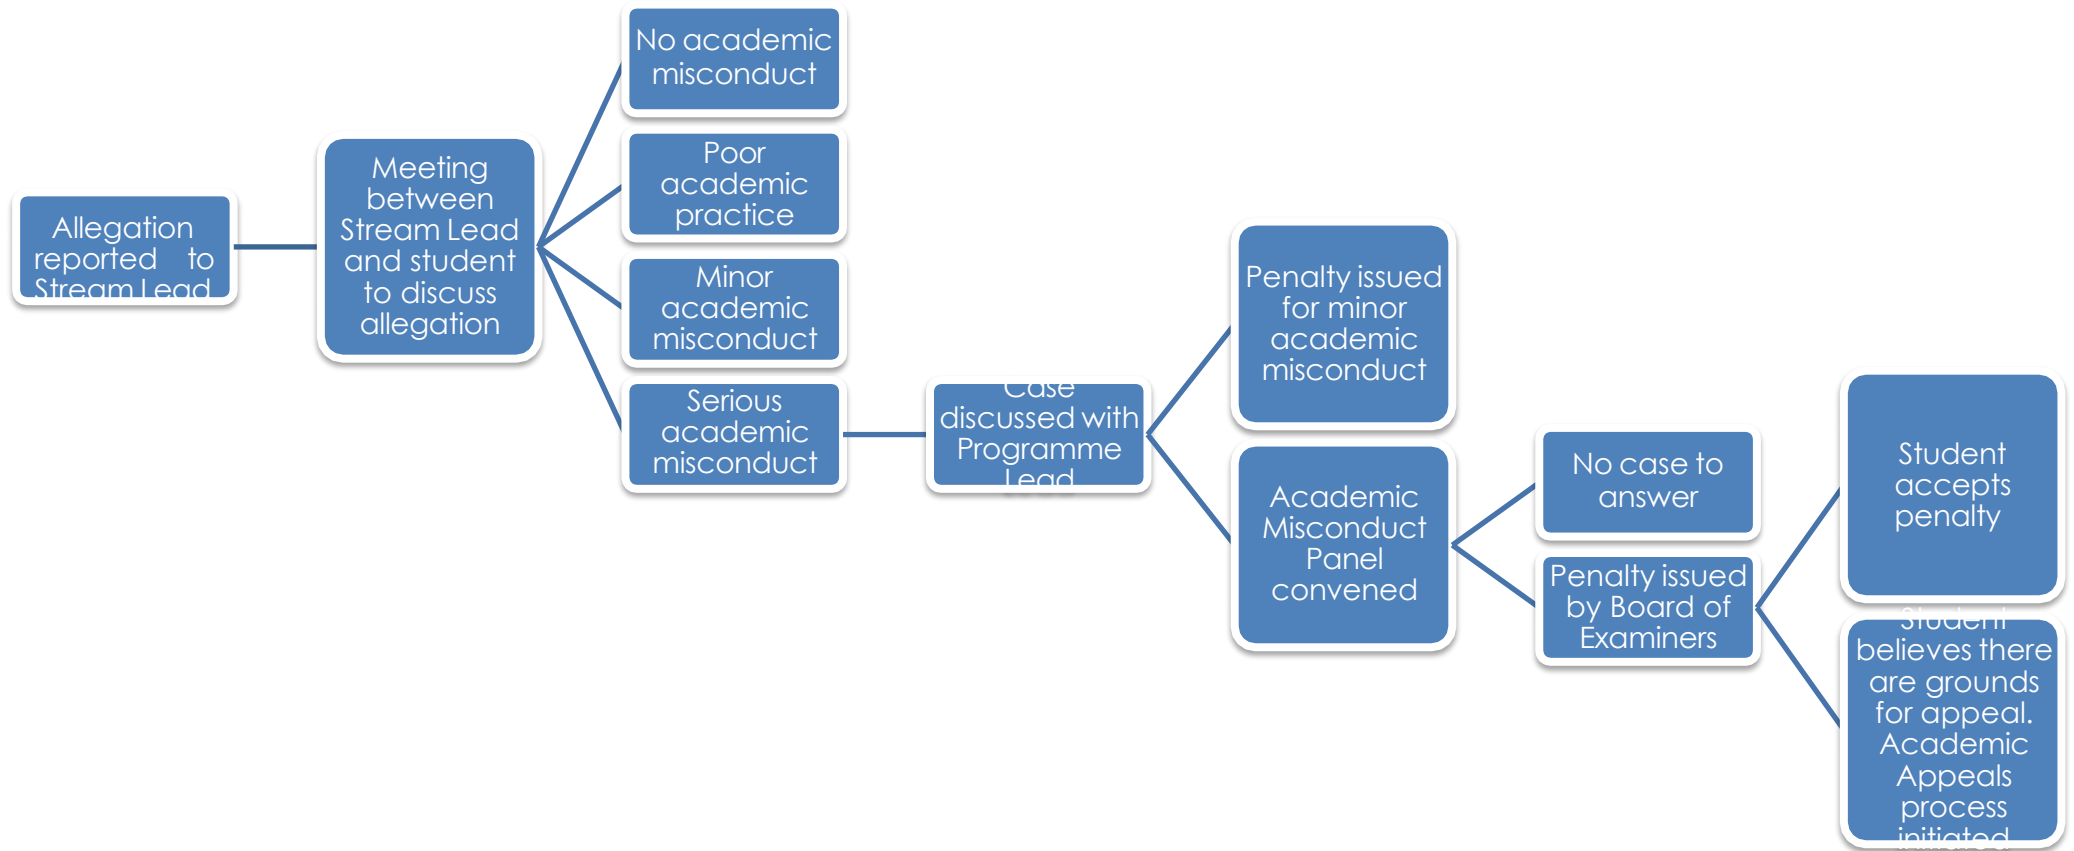 No academic
misconduct
Poor
academic
practice
Meeting
between
Stream Lead
and student
to discuss
allegation
Allegation
reported to
Stream Lead
Minor
academic
misconduct
Serious
academic
misconduct
Case
discussed with
Programme
Lead
Penalty issued
for minor
academic
misconduct
Academic
Misconduct
Panel
convened
No case to
answer
Penalty issued
by Board of
Examiners
Student
accepts
penalty
Student
believes there
are grounds
for appeal.
Academic
Appeals
process
initiated